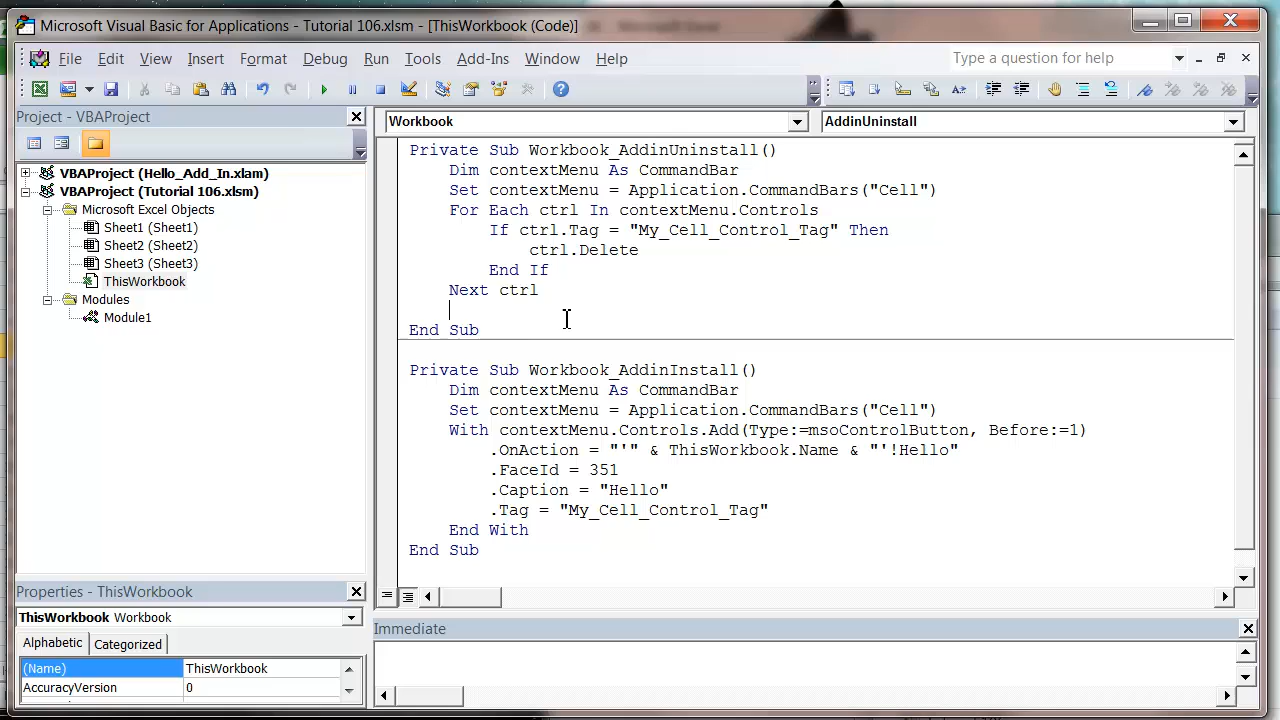 Microsoft Visual Basic for Applications - Tutorial 106.xlsm - [ThisWorkbook (Code)]
File Edit View Insert Format Debug Run Tools Add-Ins Window Help
Type a question for help
Project - VBAProject
Workbook
AddinUninstall
VBAProject (Hello_Add_In.xlam)
VBAProject (Tutorial 106.xlsm)
Microsoft Excel Objects
Sheet1 (Sheet1)
Sheet2 (Sheet2)
Sheet3 (Sheet3)
ThisWorkbook
Modules
Module1
Private Sub Workbook_AddinUninstall()
Dim contextMenu As CommandBar
Set contextMenu = Application.CommandBars("Cell")
For Each ctrl In contextMenu.Controls
If ctrl.Tag = "My_Cell_Control_Tag" Then
ctrl.Delete
End If
Next ctrl
End Sub
Private Sub Workbook_AddinInstall()
Dim contextMenu As CommandBar
Set contextMenu = Application.CommandBars("Cell")
With contextMenu.Controls.Add(Type:=msoControlButton, Before:=1)
.OnAction = "'" & ThisWorkbook.Name & "'!Hello"
.FaceId = 351
.Caption = "Hello"
.Tag = "My_Cell_Control_Tag"
End With
End Sub
Properties - ThisWorkbook
ThisWorkbook Workbook
Alphabetic Categorized
(Name) ThisWorkbook
AccuracyVersion 0
Immediate